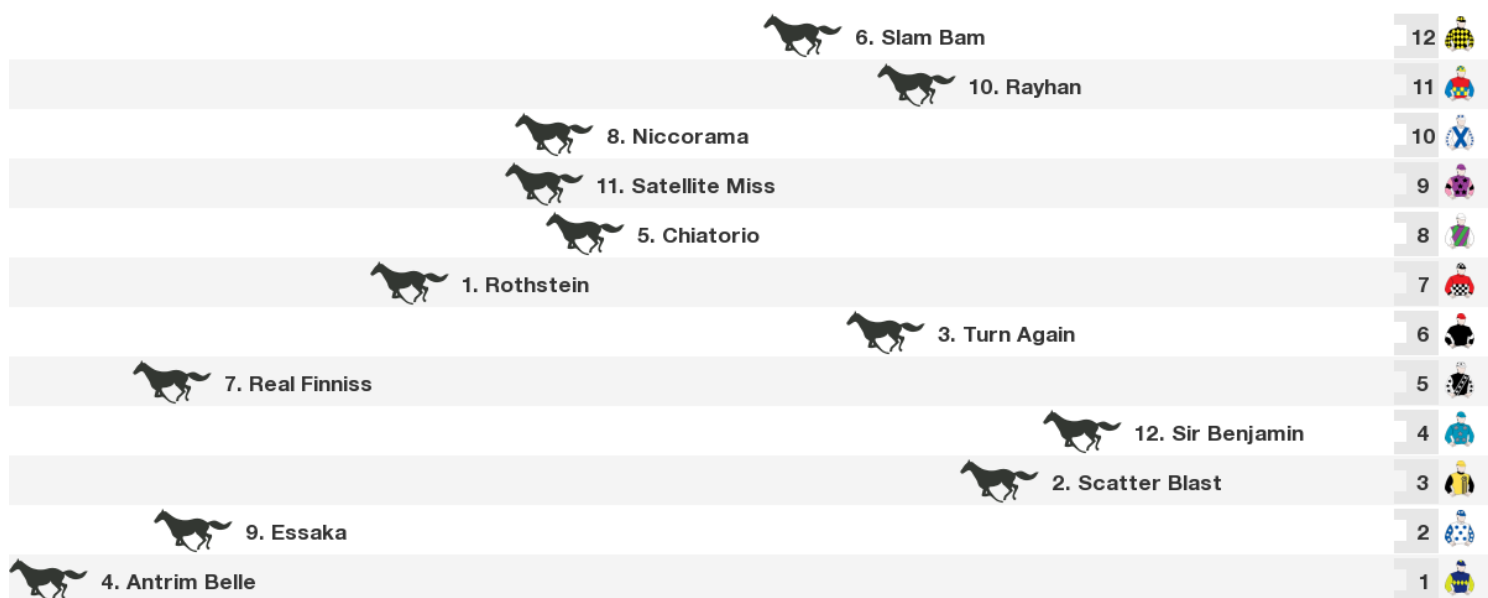 6. Slam Bam 12
10. Rayhan 11
8. Niccorama 10
11. Satellite Miss 9
5. Chiatorio 8
1. Rothstein 7
3. Turn Again 6
7. Real Finniss 5
12. Sir Benjamin 4
2. Scatter Blast 3
9. Essaka 2
4. Antrim Belle 1